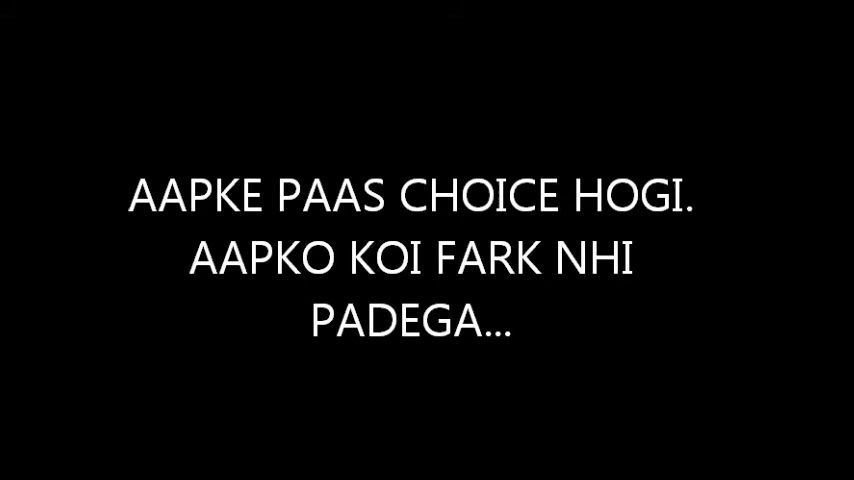 AAPKE PAAS CHOICE HOGI.
AAPKO KOI FARK NHI
PADEGA...